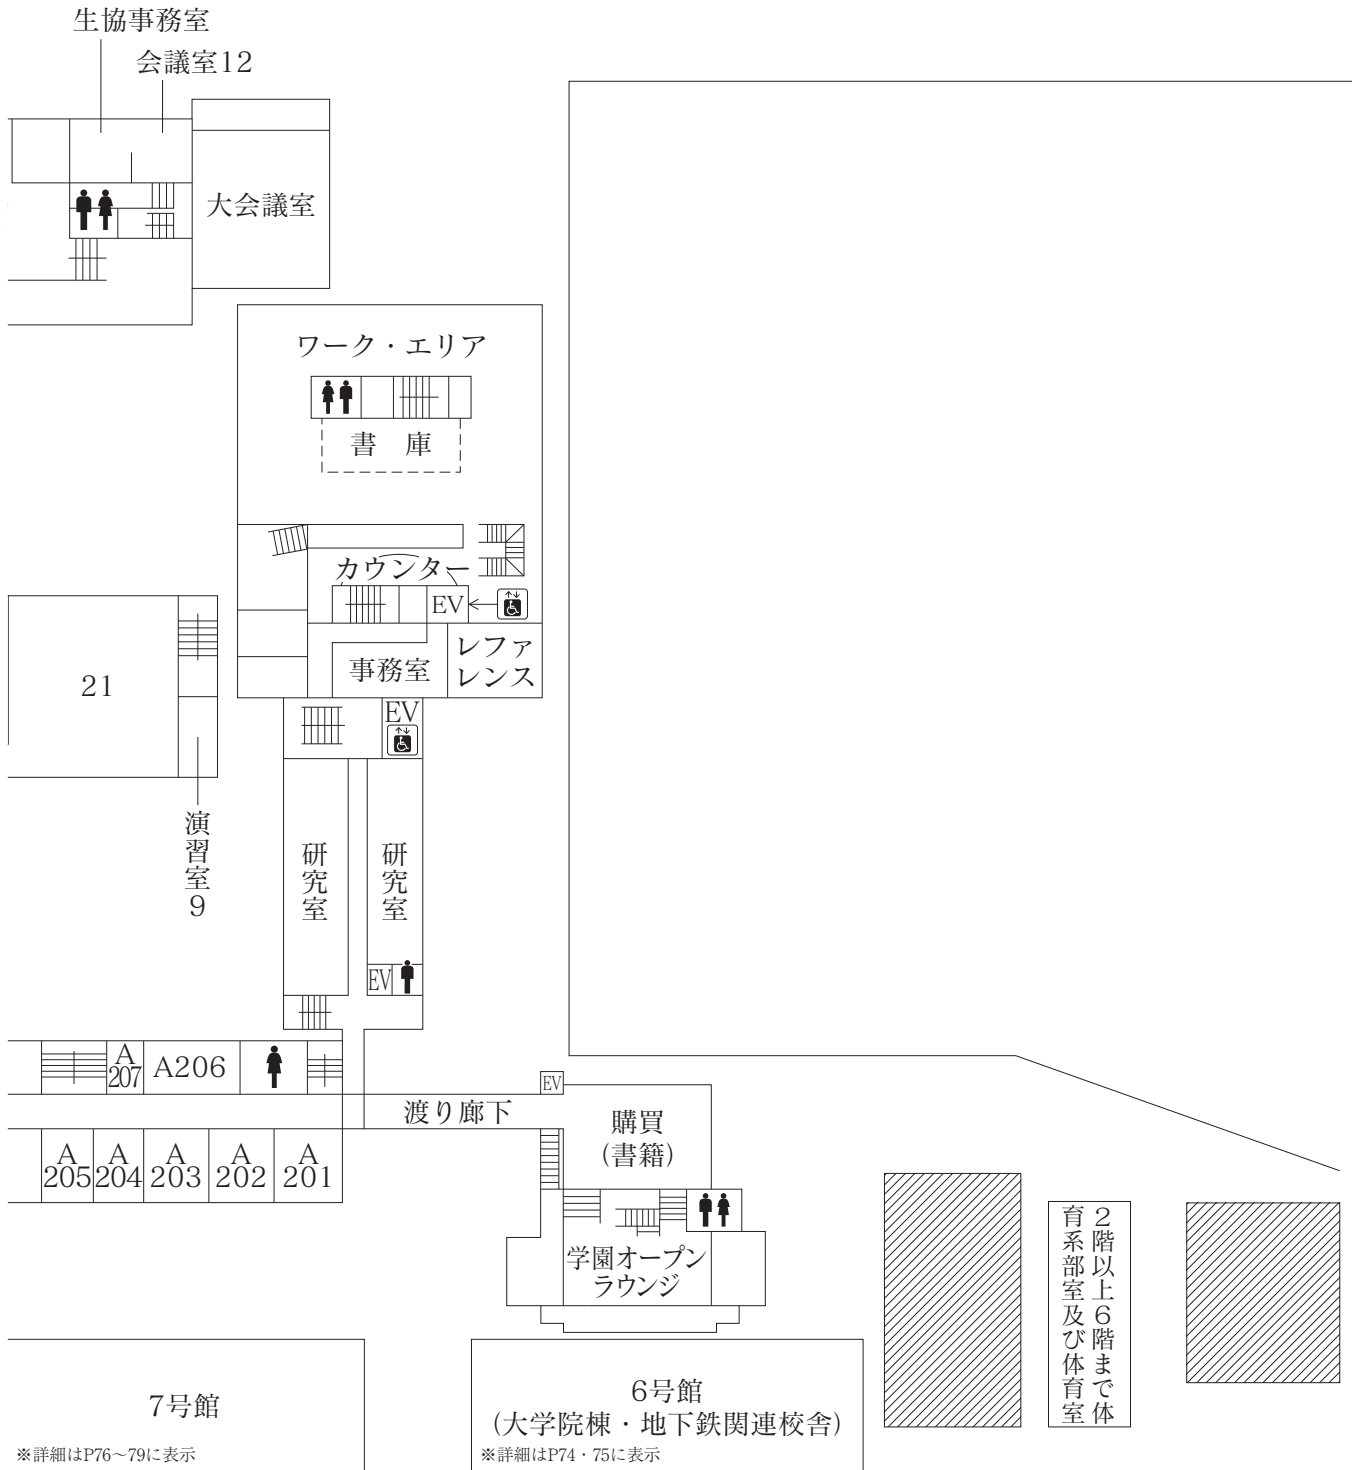 生協事務室
会議室12
大会議室
ワーク・エリア
書 庫
カウンター
EV
レファ
レンス
事務室
21
EV
演習室9
研究室
研究室
EV
A
207
A206
EV
渡り廊下
購買
(書籍)
A
205
A
204
A
203
A
202
A
201
学園オープン
ラウンジ
2階以上6階まで体
育系部室及び体育室
7号館
※詳細はP76〜79に表示
6号館
(大学院棟・地下鉄関連校舎)
※詳細はP74・75に表示